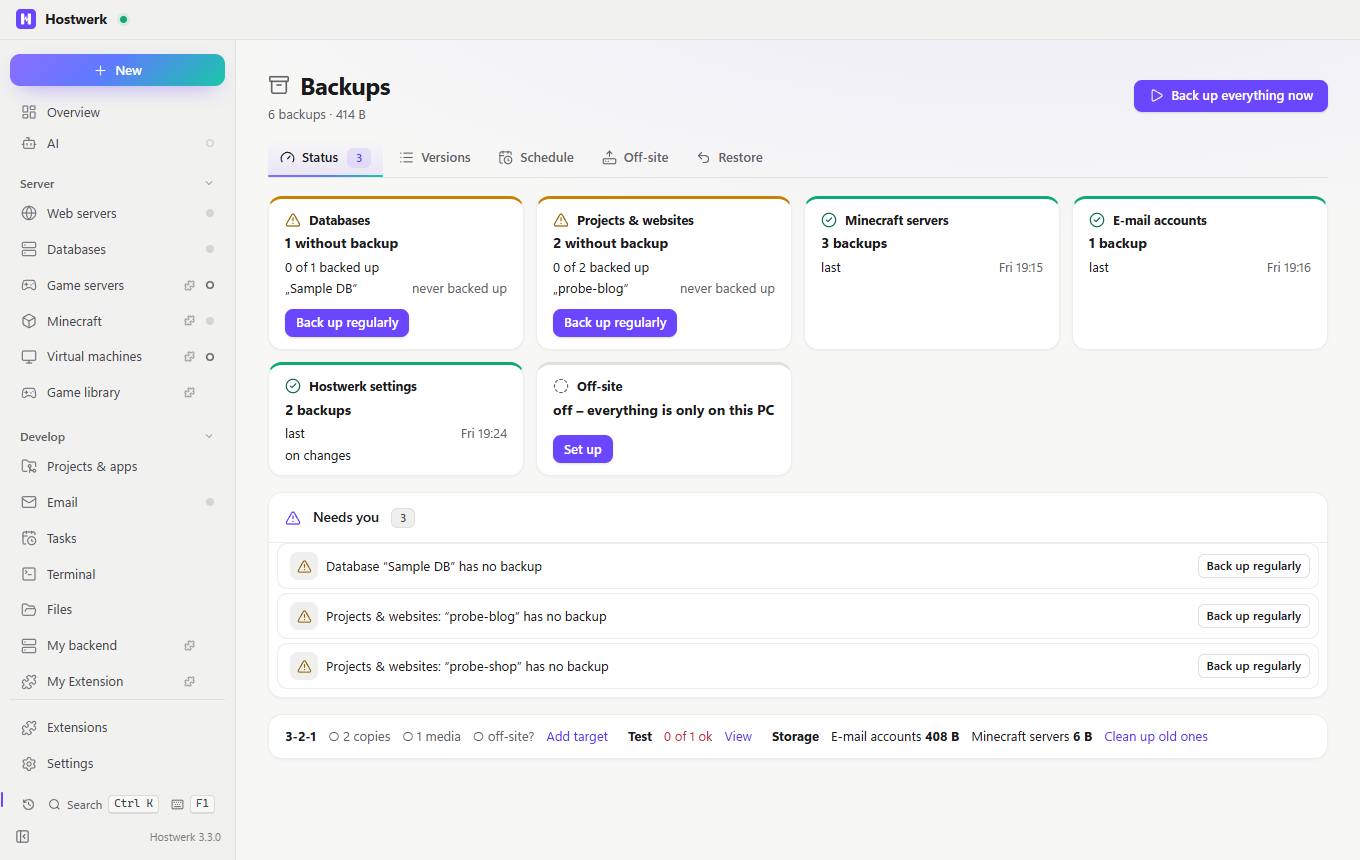 Hostwerk
New
Overview
AI
Server
Web servers
Databases
Game servers
Minecraft
Virtual machines
Game library
Develop
Projects & apps
Email
Tasks
Terminal
Files
My backend
My Extension
Extensions
Settings
Search Ctrl K F1
Hostwerk 3.3.0
Backups
6 backups · 414 B
Back up everything now
Status 3 Versions Schedule Off-site Restore
Databases
1 without backup
0 of 1 backed up
„Sample DB“ never backed up
Back up regularly
Projects & websites
2 without backup
0 of 2 backed up
„probe-blog“ never backed up
Back up regularly
Minecraft servers
3 backups
last Fri 19:15
E-mail accounts
1 backup
last Fri 19:16
Hostwerk settings
2 backups
last Fri 19:24
on changes
Off-site
off – everything is only on this PC
Set up
Needs you 3
Database “Sample DB” has no backup Back up regularly
Projects & websites: “probe-blog” has no backup Back up regularly
Projects & websites: “probe-shop” has no backup Back up regularly
3-2-1 2 copies 1 media off-site? Add target Test 0 of 1 ok View Storage E-mail accounts 408 B Minecraft servers 6 B Clean up old ones